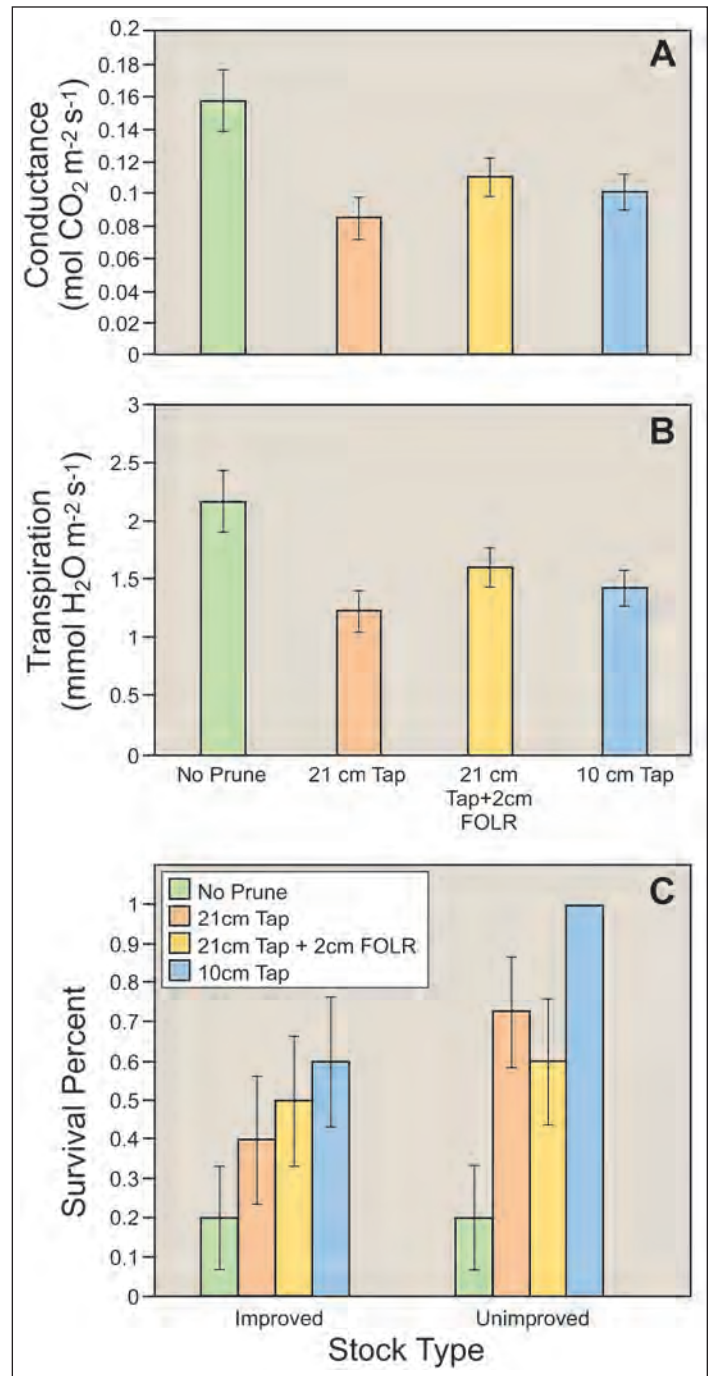 A
Conductance
(mol CO2 m-2 s-1)
0.2
0.18
0.16
0.14
0.12
0.1
0.08
0.06
0.04
0.02
0
B
Transpiration
(mmol H2O m-2 s-1)
3
2.5
2
1.5
1
0.5
0
No Prune
21 cm Tap
21 cm
Tap+2cm
FOLR
10 cm Tap
C
No Prune
21cm Tap
21cm Tap + 2cm FOLR
10cm Tap
Survival Percent
1
0.9
0.8
0.7
0.6
0.5
0.4
0.3
0.2
0.1
0
Improved
Unimproved
Stock Type